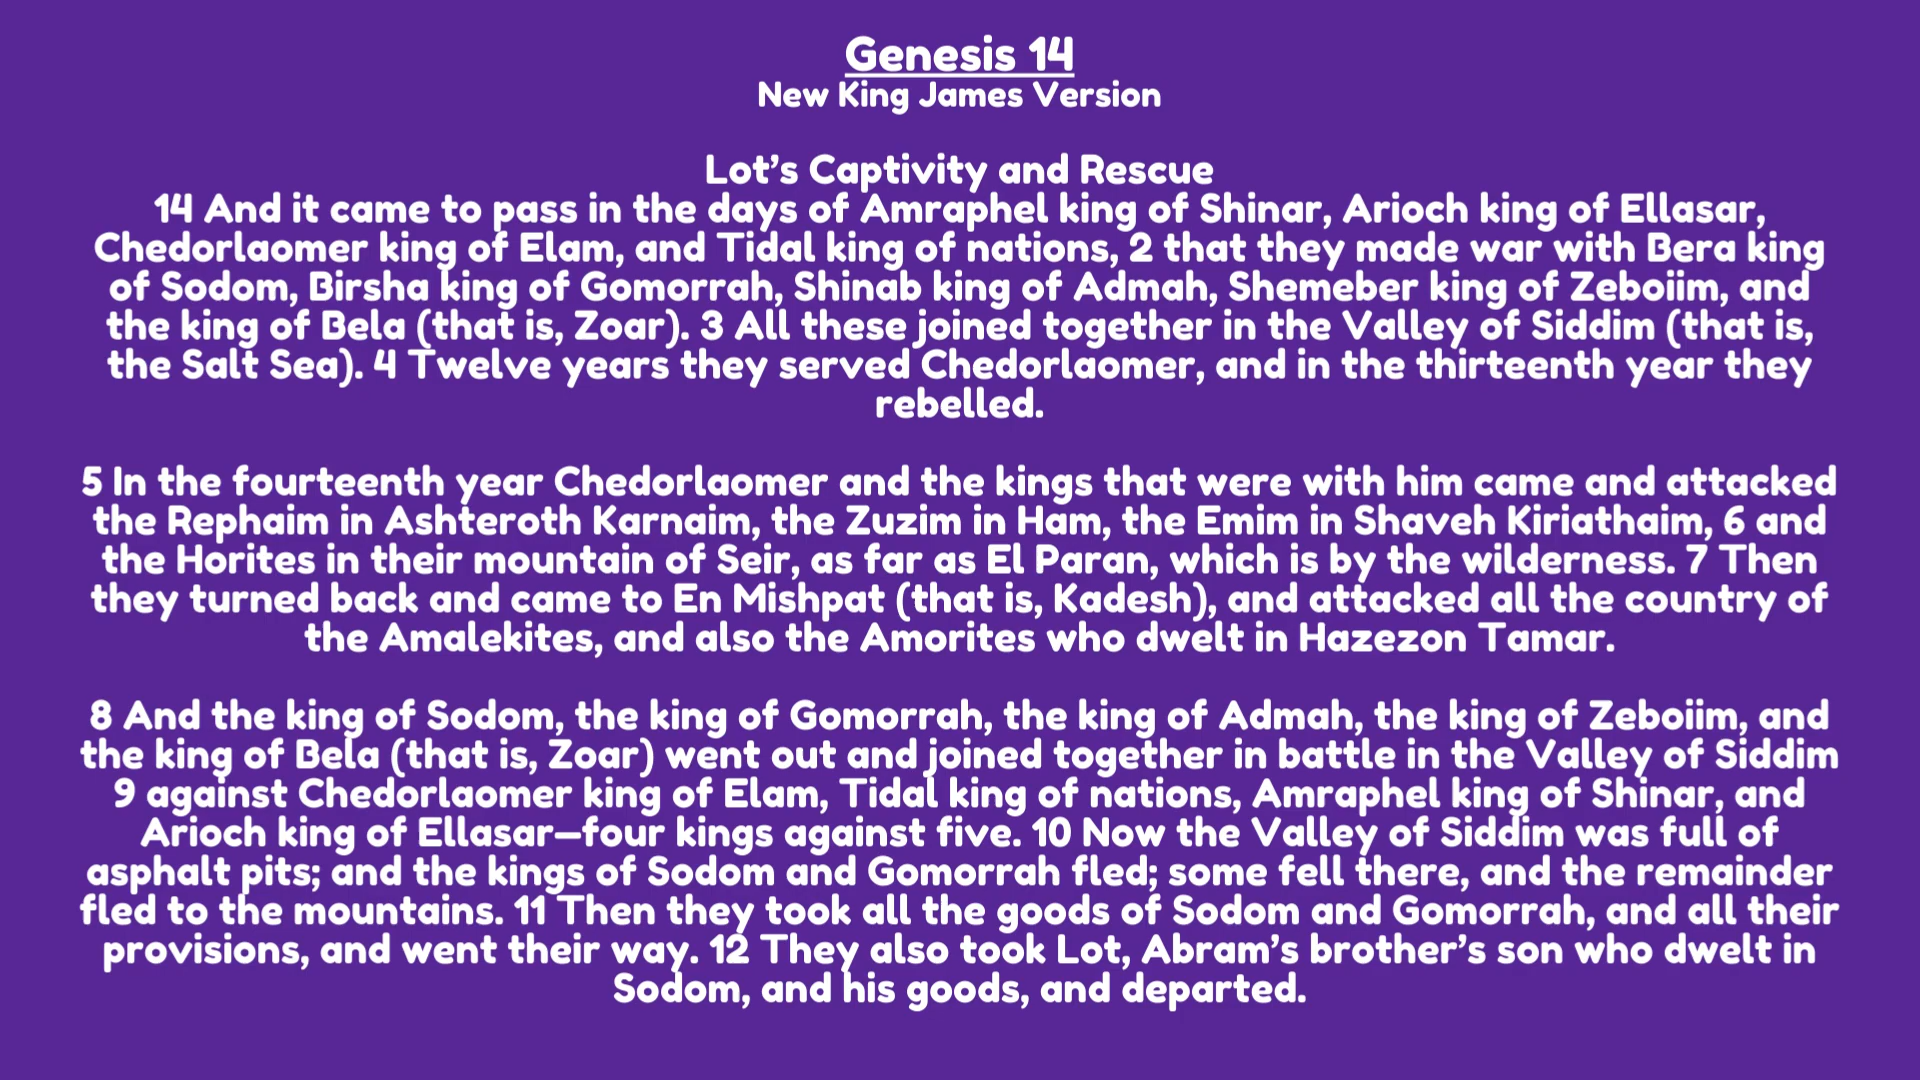 Genesis 14
New King James Version
Lot’s Captivity and Rescue
14 And it came to pass in the days of Amraphel king of Shinar, Arioch king of Ellasar,
Chedorlaomer king of Elam, and Tidal king of nations, 2 that they made war with Bera king
of Sodom, Birsha king of Gomorrah, Shinab king of Admah, Shemeber king of Zeboiim, and
the king of Bela (that is, Zoar). 3 All these joined together in the Valley of Siddim (that is,
the Salt Sea). 4 Twelve years they served Chedorlaomer, and in the thirteenth year they
rebelled.
5 In the fourteenth year Chedorlaomer and the kings that were with him came and attacked
the Rephaim in Ashteroth Karnaim, the Zuzim in Ham, the Emim in Shaveh Kiriathaim, 6 and
the Horites in their mountain of Seir, as far as El Paran, which is by the wilderness. 7 Then
they turned back and came to En Mishpat (that is, Kadesh), and attacked all the country of
the Amalekites, and also the Amorites who dwelt in Hazezon Tamar.
8 And the king of Sodom, the king of Gomorrah, the king of Admah, the king of Zeboiim, and
the king of Bela (that is, Zoar) went out and joined together in battle in the Valley of Siddim
9 against Chedorlaomer king of Elam, Tidal king of nations, Amraphel king of Shinar, and
Arioch king of Ellasar—four kings against five. 10 Now the Valley of Siddim was full of
asphalt pits; and the kings of Sodom and Gomorrah fled; some fell there, and the remainder
fled to the mountains. 11 Then they took all the goods of Sodom and Gomorrah, and all their
provisions, and went their way. 12 They also took Lot, Abram’s brother’s son who dwelt in
Sodom, and his goods, and departed.